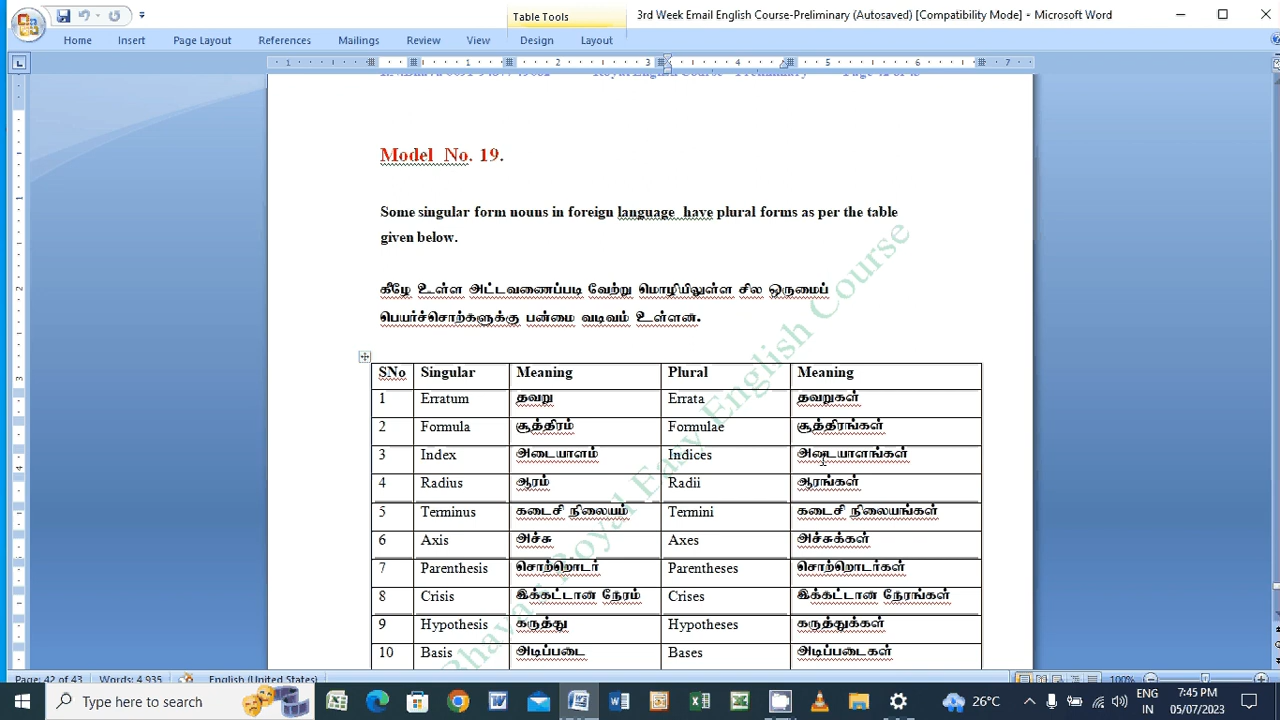 Table Tools
3rd Week Email English Course-Preliminary (Autosaved) [Compatibility Mode] - Microsoft Word
Home Insert Page Layout References Mailings Review View Design Layout
Model No. 19.
Some singular form nouns in foreign language have plural forms as per the table
given below.
கீழே உள்ள அட்டவணைப்படி வேற்று மொழியிலுள்ள சில ஒருமைப்
பெயர்ச்சொற்களுக்கு பன்மை வடிவம் உள்ளன.
SNo Singular Meaning Plural Meaning
1 Erratum தவறு Errata தவறுகள்
2 Formula சூத்திரம் Formulae சூத்திரங்கள்
3 Index அடையாளம் Indices அடையாளங்கள்
4 Radius ஆரம் Radii ஆரங்கள்
5 Terminus கடைசி நிலையம் Termini கடைசி நிலையங்கள்
6 Axis அச்சு Axes அச்சுக்கள்
7 Parenthesis சொற்றொடர் Parentheses சொற்றொடர்கள்
8 Crisis இக்கட்டான நேரம் Crises இக்கட்டான நேரங்கள்
9 Hypothesis கருத்து Hypotheses கருத்துக்கள்
10 Basis அடிப்படை Bases அடிப்படைகள்
Bhava's Royal Easy English Course
Page: 42 of 43 Words: 4,935 English (United States) 100%
Type here to search
26°C
ENG
IN
7:45 PM
05/07/2023